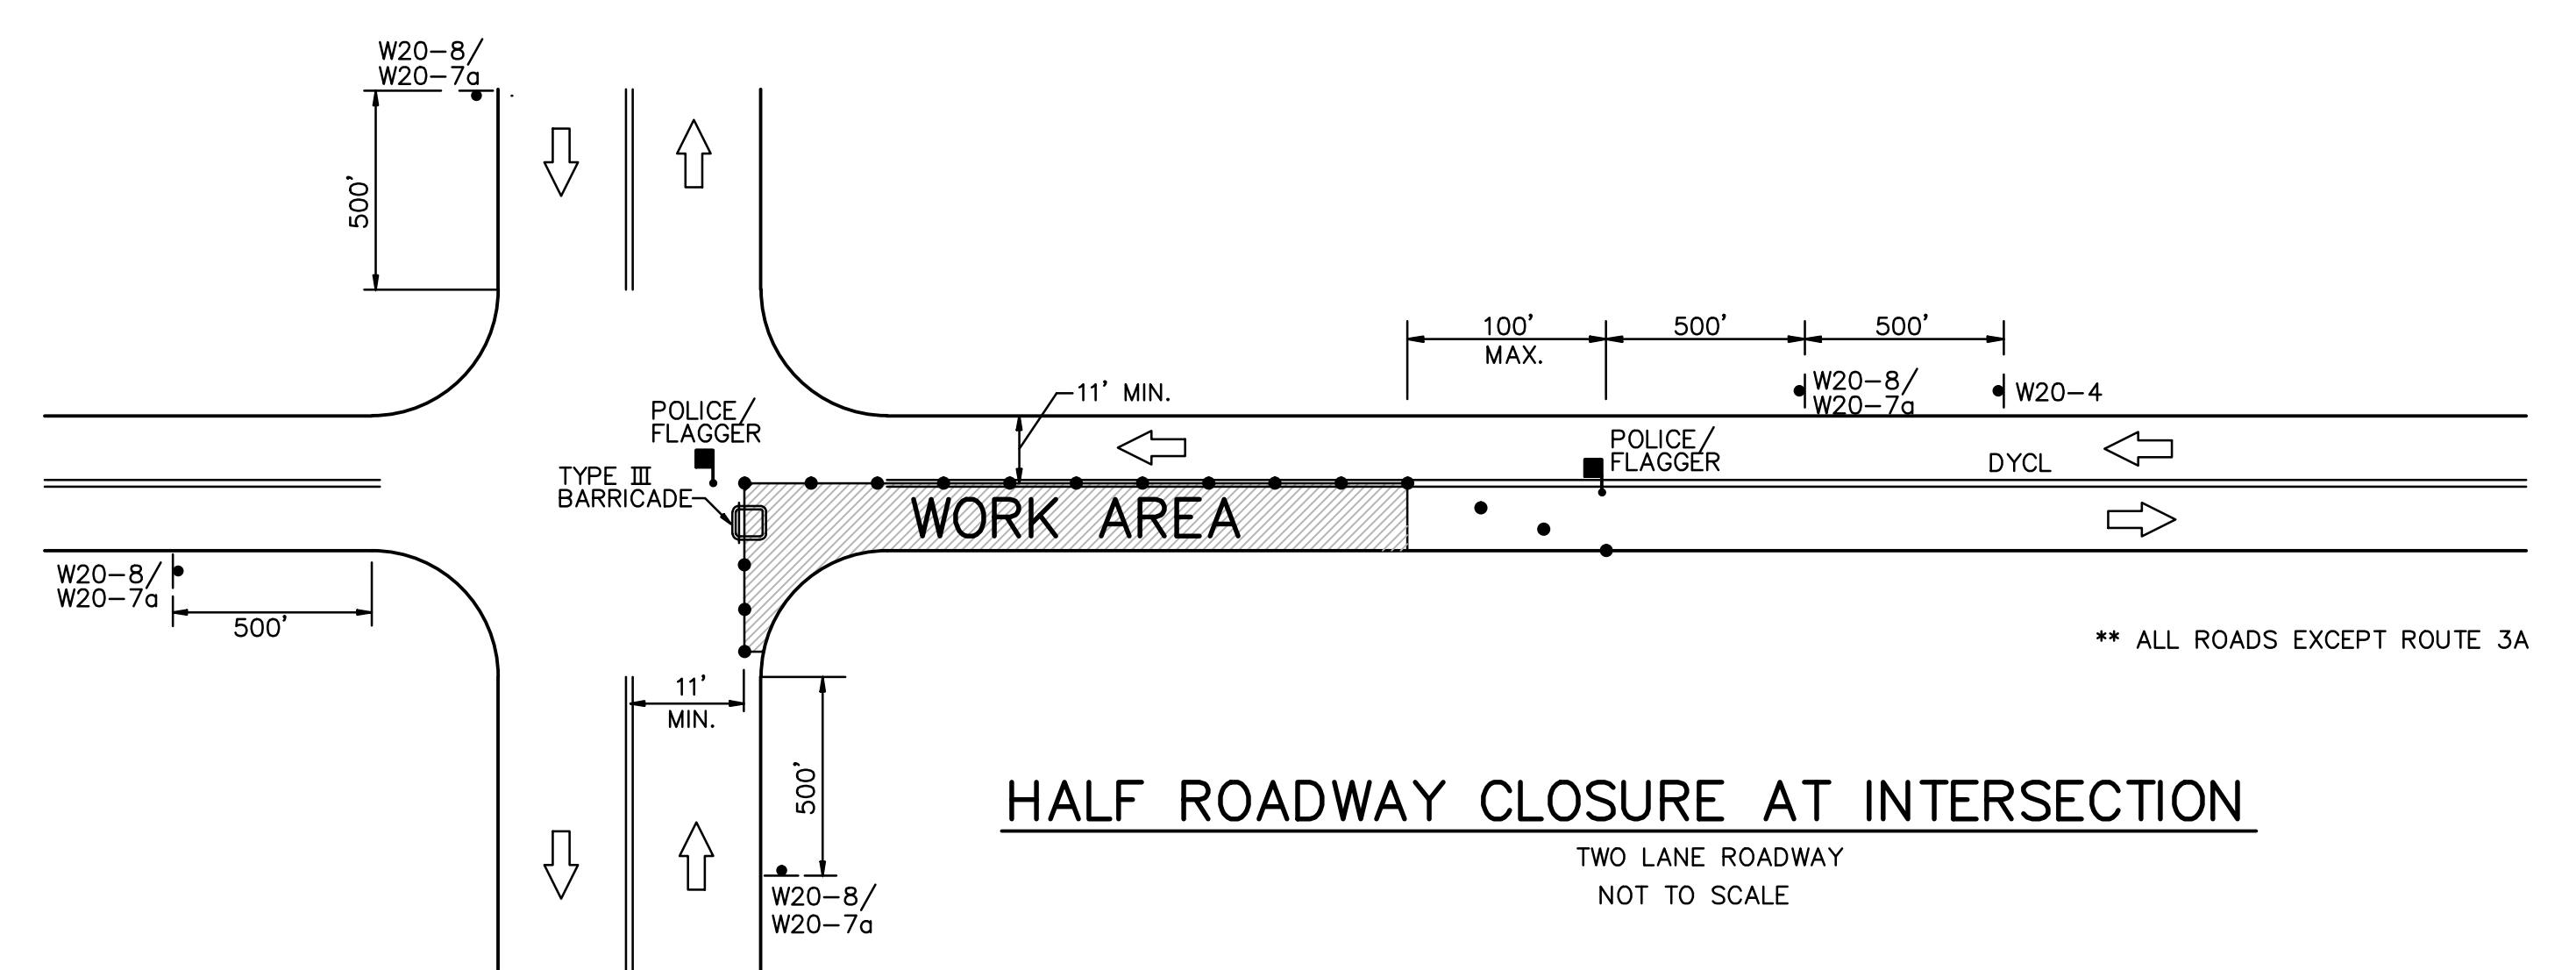 W20-8/
W20-7a
500'
100'
MAX.
500'
500'
W20-8/
W20-7a
W20-4
11' MIN.
POLICE/
FLAGGER
POLICE/
FLAGGER
DYCL
TYPE III
BARRICADE
WORK AREA
W20-8/
W20-7a
500'
** ALL ROADS EXCEPT ROUTE 3A
11'
MIN.
500'
W20-8/
W20-7a
HALF ROADWAY CLOSURE AT INTERSECTION
TWO LANE ROADWAY
NOT TO SCALE